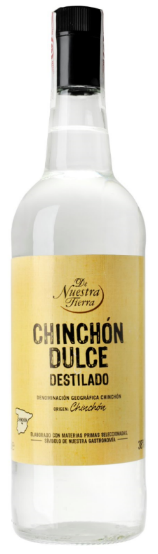 De
Nuestra
Tierra
CHINCHÓN
DULCE
DESTILADO
DENOMINACIÓN GEOGRÁFICA CHINCHÓN
ORIGEN: Chinchón
ELABORADO CON MATERIAS PRIMAS SELECCIONADAS,
SÍMBOLO DE NUESTRA GASTRONOMÍA